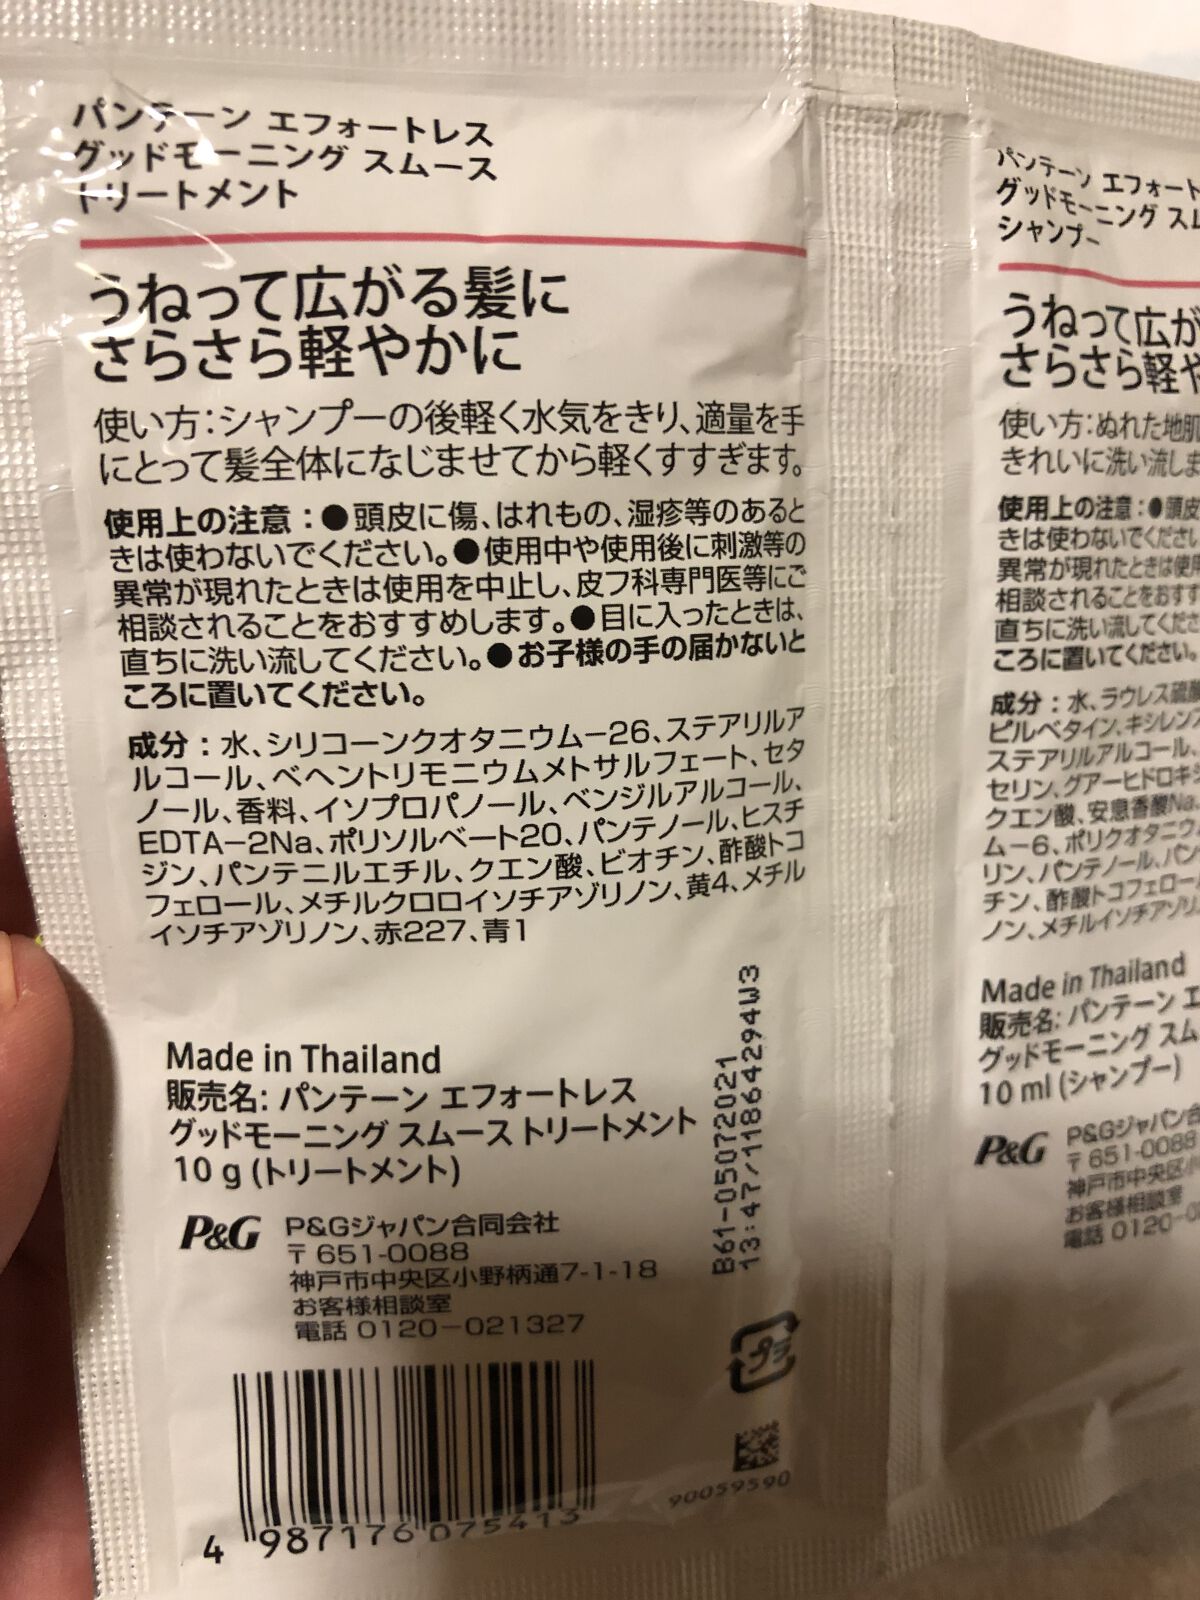 パンテーン エフォートレス
グッドモーニング スムース
トリートメント
うねって広がる髪に
さらさら軽やかに
使い方：シャンプーの後軽く水気をきり、適量を手
にとって髪全体になじませてから軽くすすぎます。
使用上の注意：●頭皮に傷、はれもの、湿疹等のあると
きは使わないでください。●使用中や使用後に刺激等の
異常が現れたときは使用を中止し、皮フ科専門医等にご
相談されることをおすすめします。●目に入ったときは、
直ちに洗い流してください。●お子様の手の届かないと
ころに置いてください。
成分：水、シリコーンクオタニウム−26、ステアリルア
ルコール、ベヘントリモニウムメトサルフェート、セタ
ノール、香料、イソプロパノール、ベンジルアルコール、
EDTA−2Na、ポリソルベート20、パンテノール、ヒスチ
ジン、パンテニルエチル、クエン酸、ビオチン、酢酸トコ
フェロール、メチルクロロイソチアゾリノン、黄4、メチル
イソチアゾリノン、赤227、青1
Made in Thailand
販売名: パンテーン エフォートレス
グッドモーニング スムース トリートメント
10 g (トリートメント)
P&G
P&Gジャパン合同会社
〒651-0088
神戸市中央区小野柄通7-1-18
お客様相談室
電話 0120−021327
B61-05072021
13:47/11864294W3
プラ
90059590
4 987176 075413
パンテーン エフォート
グッドモーニング スム
シャンプー
うねって広が
さらさら軽や
使い方：ぬれた地肌
きれいに洗い流しま
使用上の注意：●頭皮
きは使わないでください
異常が現れたときは使用
相談されることをおすす
直ちに洗い流してくださ
ころに置いてください。
成分：水、ラウレス硫酸
ピルベタイン、キシレン
ステアリルアルコール、
セリン、グアーヒドロキシ
クエン酸、安息香酸Na、
ム−6、ポリクオタニウ
リン、パンテノール、パン
チン、酢酸トコフェロー
ノン、メチルイソチアゾリ
Made in Thailand
販売名: パンテーン エ
グッドモーニング スム
10 ml (シャンプー)
P&G
P&Gジャパン合
〒651-0088
神戸市中央区小
お客様相談室
電話 0120−0